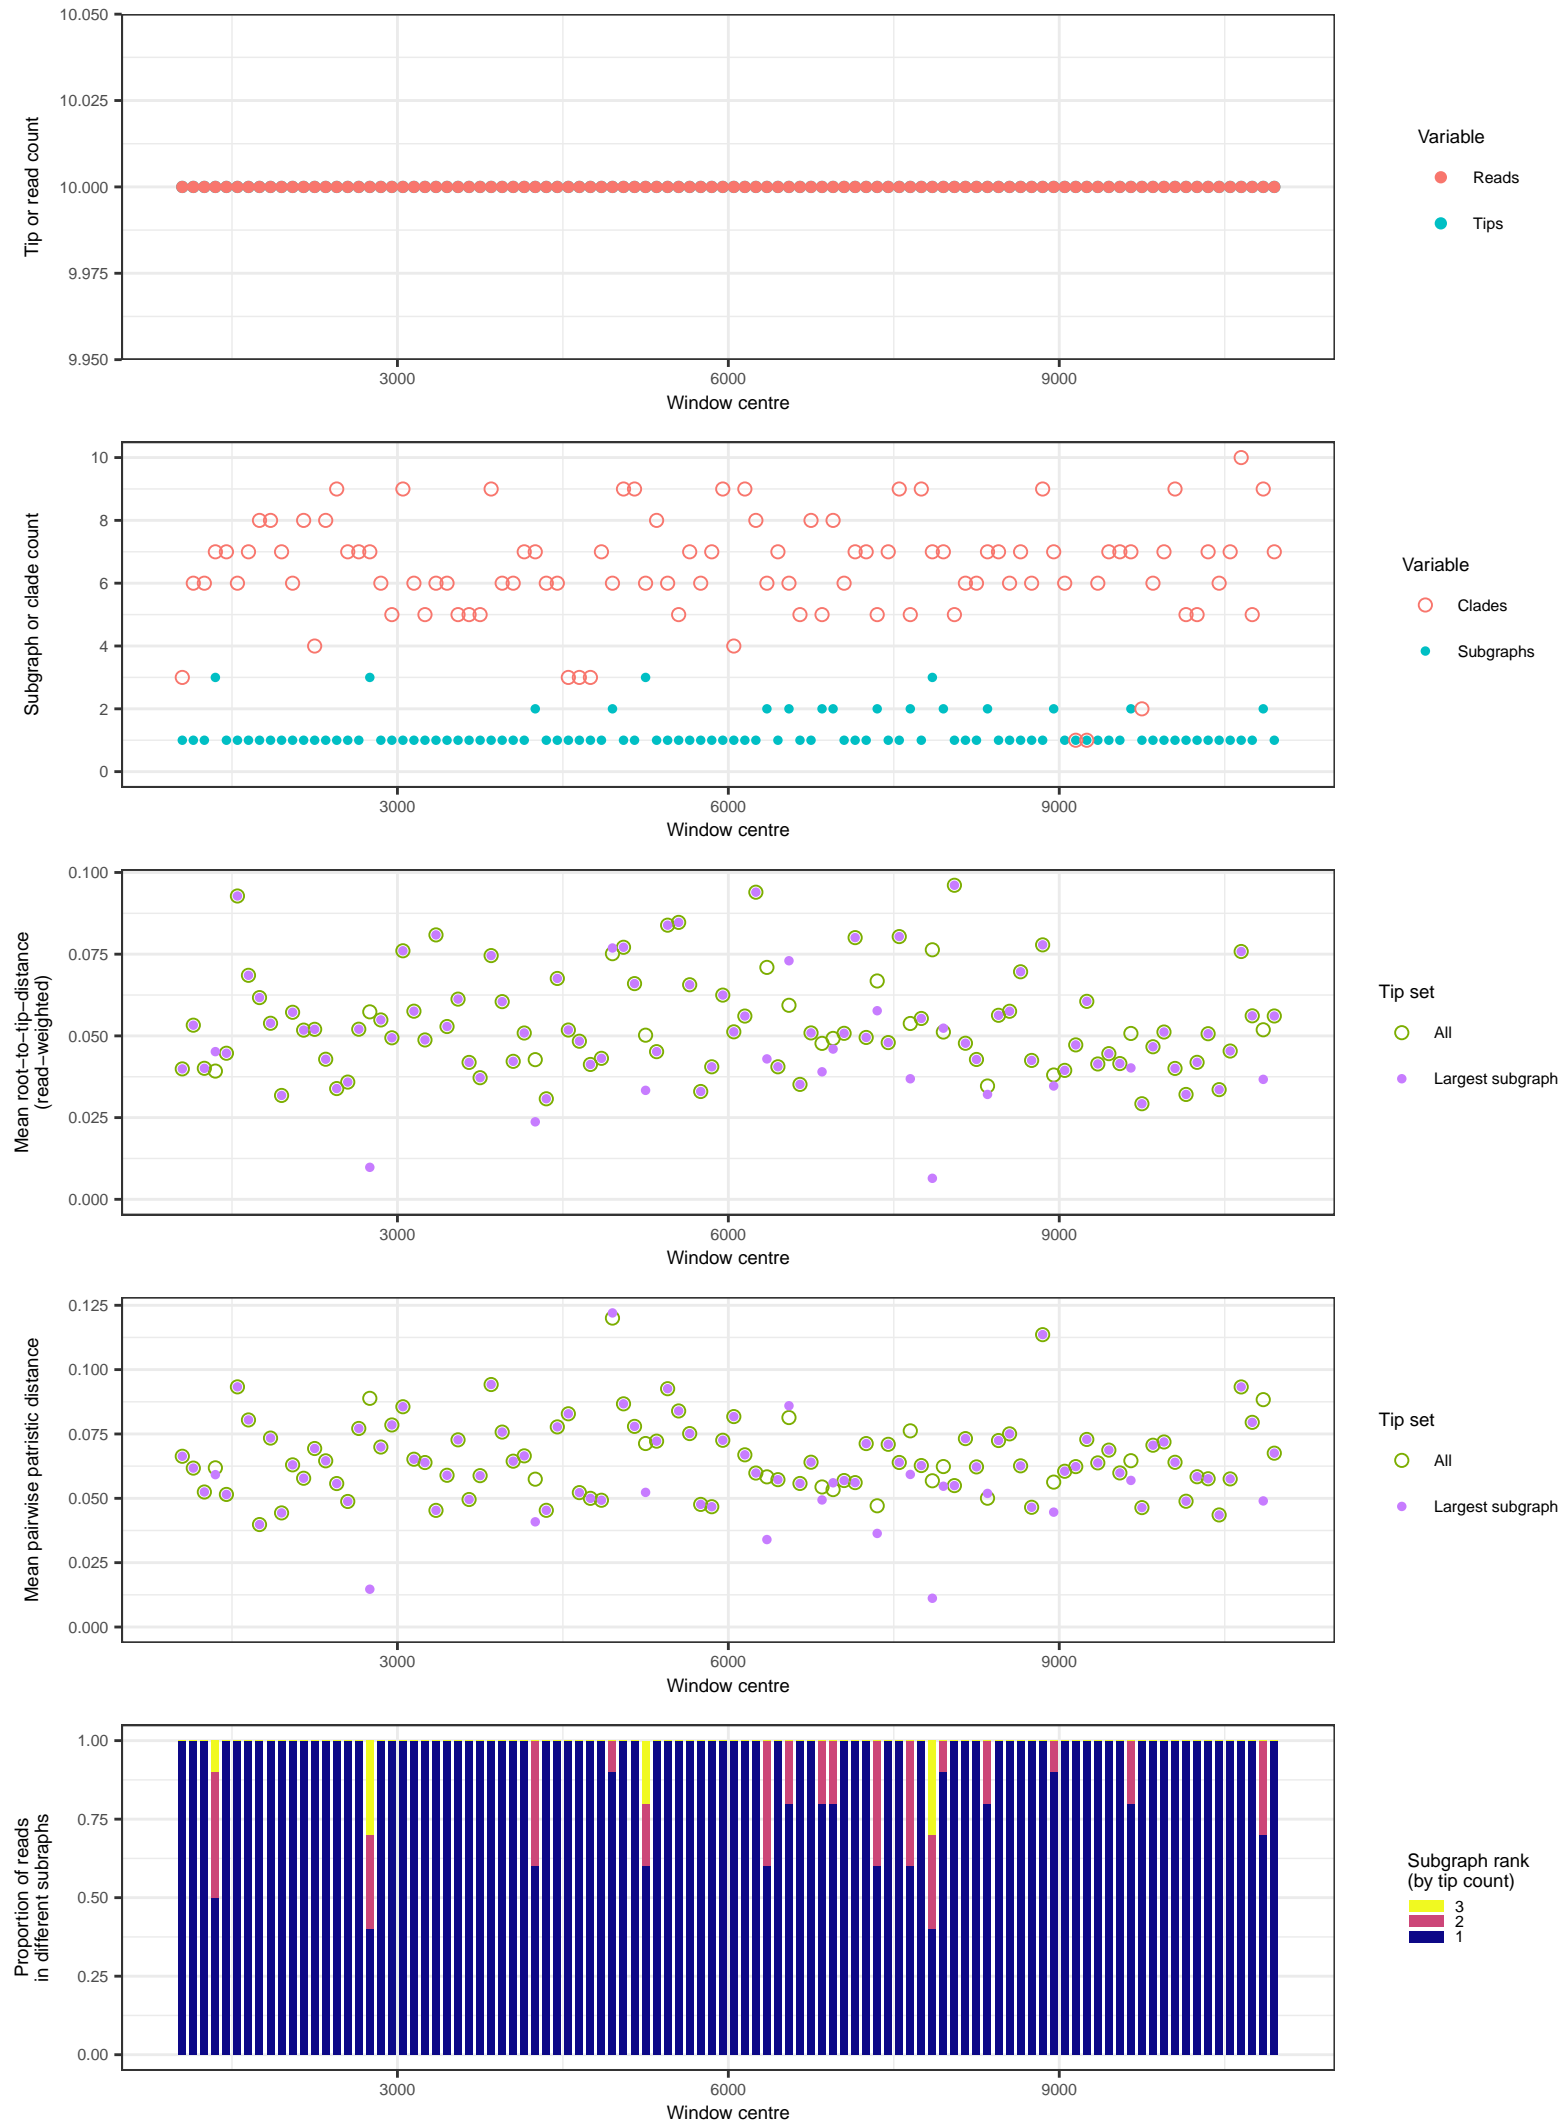 10.050
10.025
10.000
9.975
9.950
Tip or read count
3000 6000 9000
Window centre
Variable
Reads
Tips
10
8
6
4
2
0
Subgraph or clade count
3000 6000 9000
Window centre
Variable
Clades
Subgraphs
0.100
0.075
0.050
0.025
0.000
Mean root−to−tip−distance
(read−weighted)
3000 6000 9000
Window centre
Tip set
All
Largest subgraph
0.125
0.100
0.075
0.050
0.025
0.000
Mean pairwise patristic distance
3000 6000 9000
Window centre
Tip set
All
Largest subgraph
1.00
0.75
0.50
0.25
0.00
Proportion of reads
in different subraphs
3000 6000 9000
Window centre
Subgraph rank
(by tip count)
3
2
1